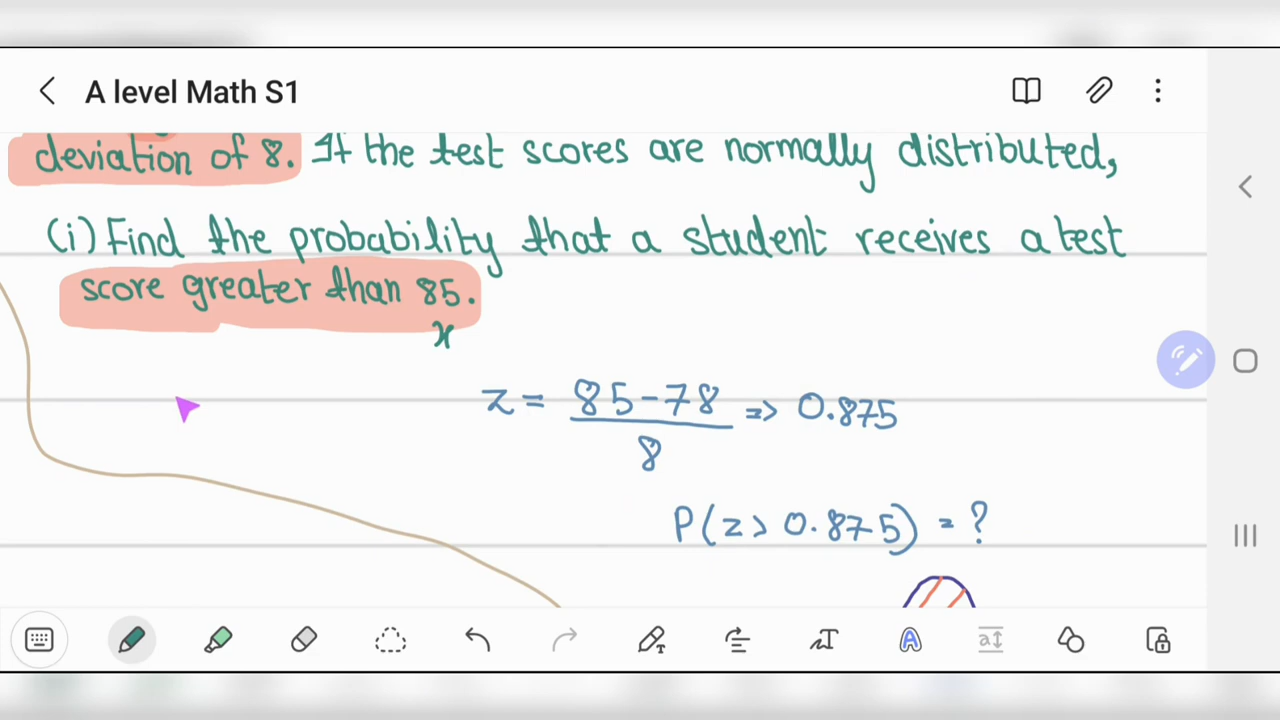 A level Math S1
deviation of 8. If the test scores are normally distributed,
(i) Find the probability that a student receives a test
score greater than 85.
x
z = 85-78 / 8 => 0.875
P(z > 0.875) = ?